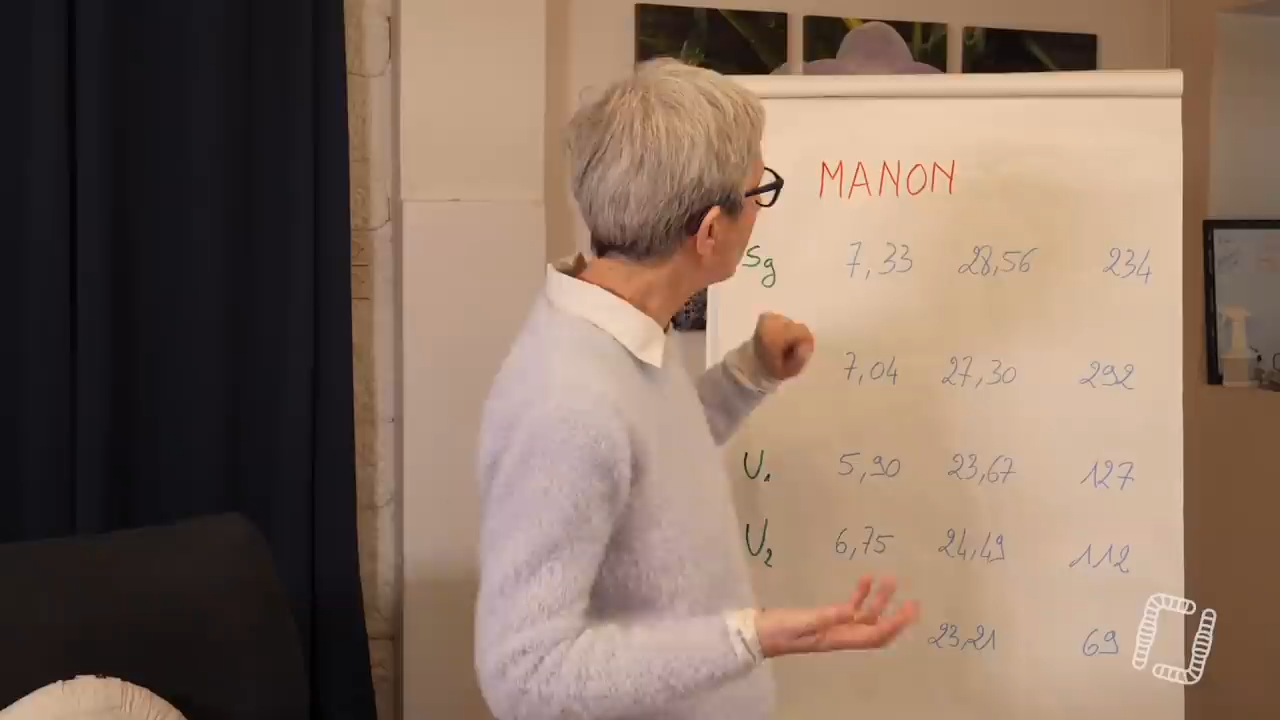 MANON
Sg 7,33 28,56 234
7,04 27,30 292
U1 5,90 23,67 127
U2 6,75 24,49 112
23,21 69